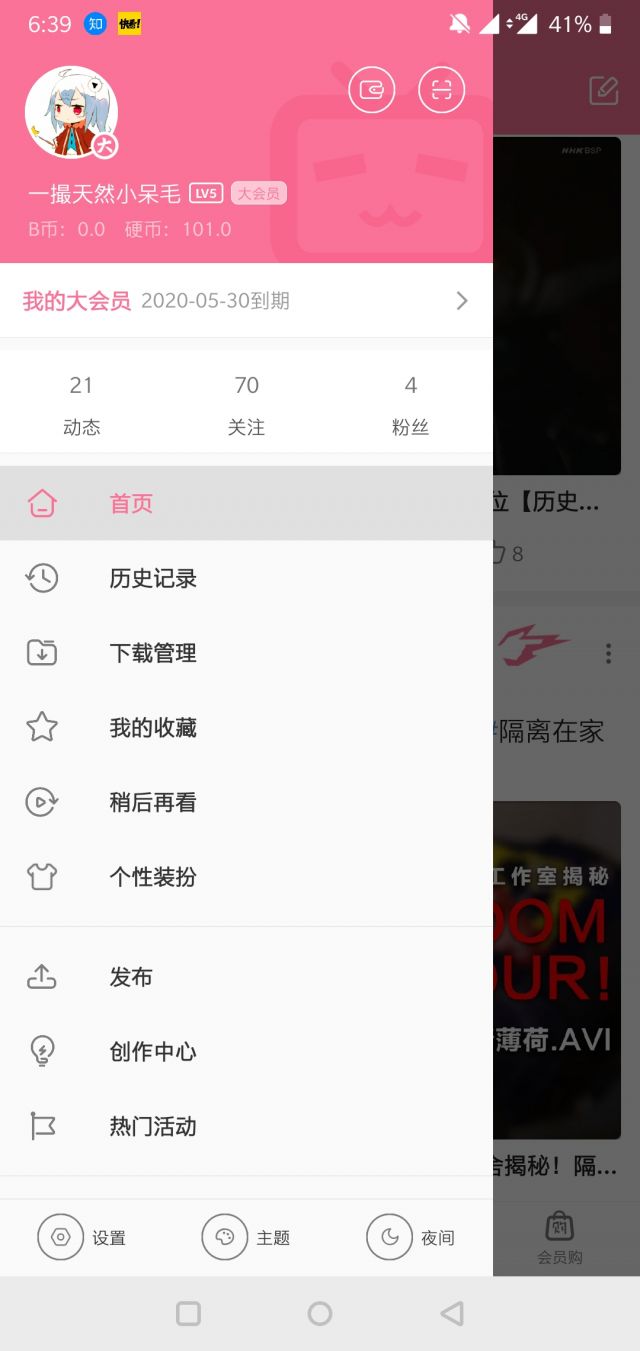 6:39 知 快看! 4G 41%
NHK BSP
大
一撮天然小呆毛 LV5 大会员
B币：0.0 硬币：101.0
我的大会员 2020-05-30到期
21 70 4
动态 关注 粉丝
首页
历史记录
下载管理
我的收藏
稍后再看
个性装扮
发布
创作中心
热门活动
设置 主题 夜间
位【历史...
8
#隔离在家
工作室揭秘
OOM
OUR!
薄荷.AVI
舍揭秘！隔...
购
会员购